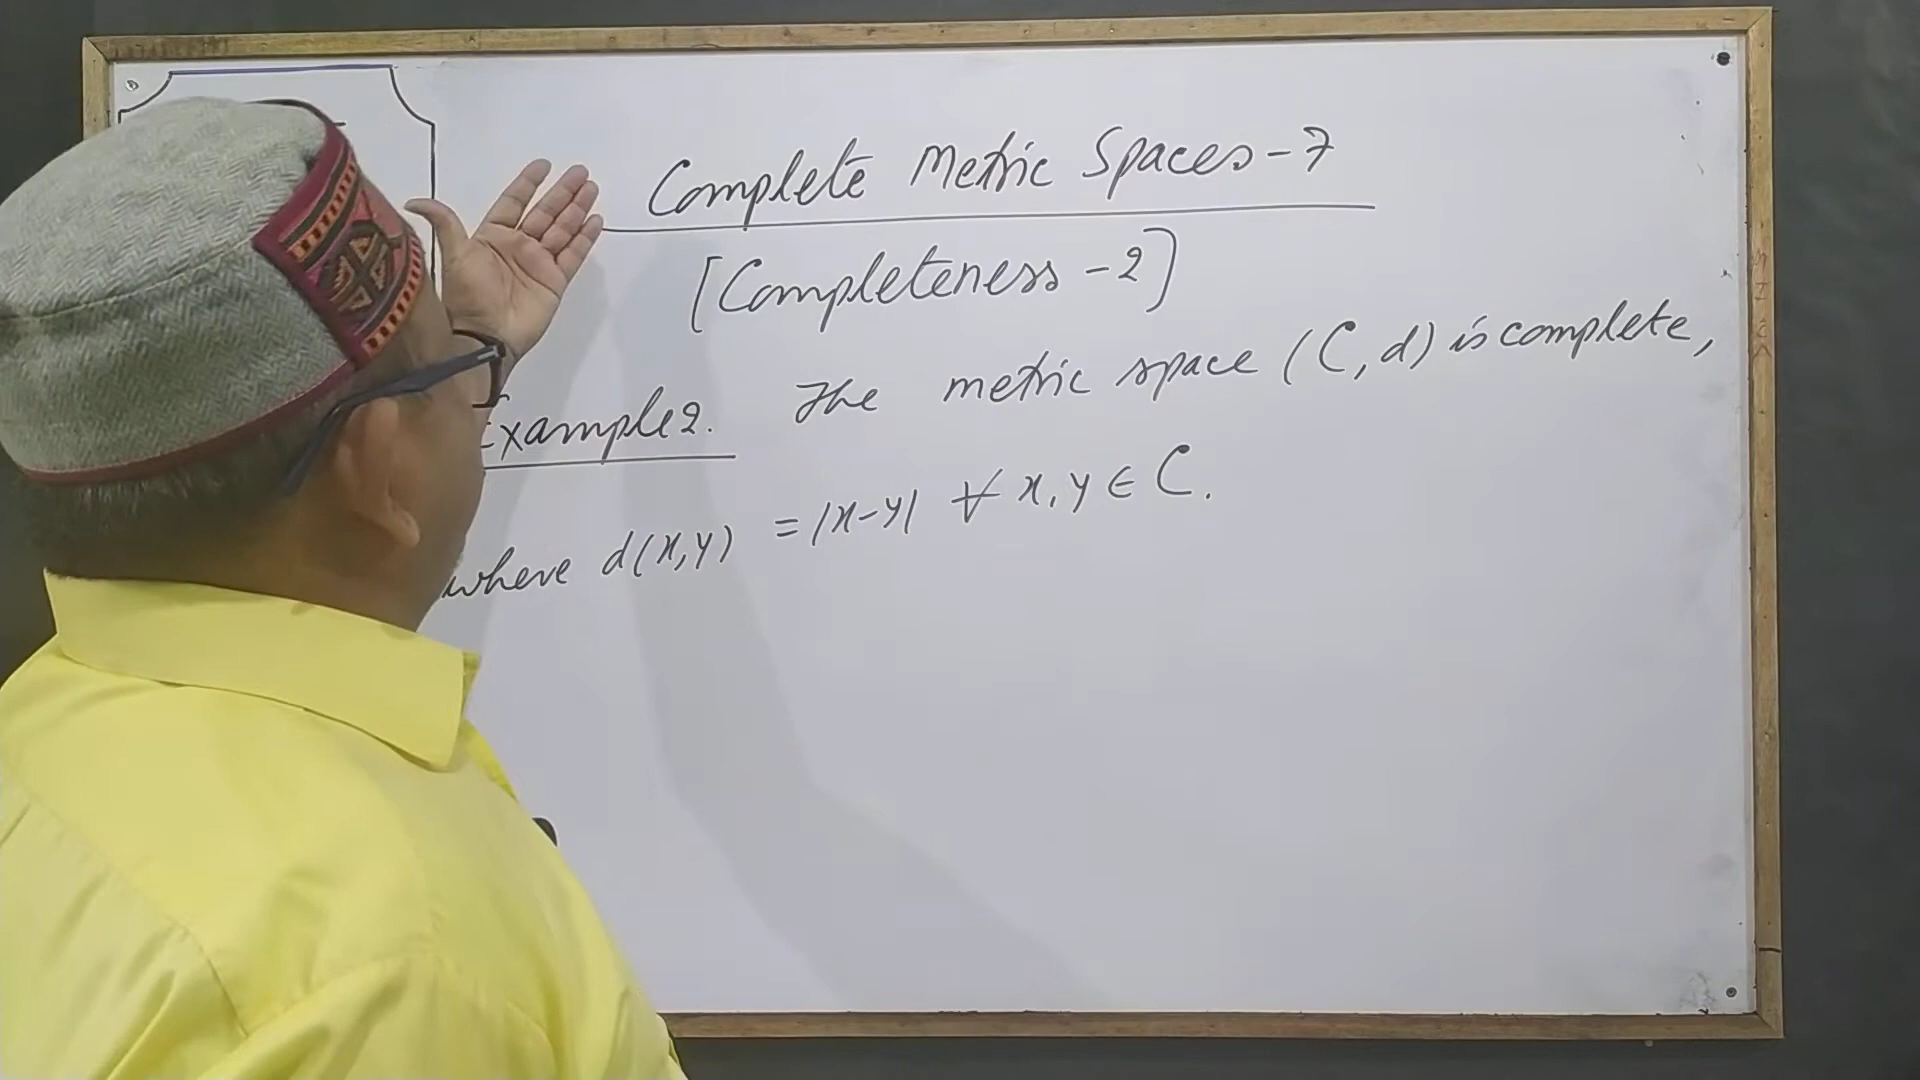 Complete Metric Spaces-7
[Completeness-2]
Example 2. The metric space (C, d) is complete,
where d(x,y) = |x-y| ∀ x, y ∈ C.